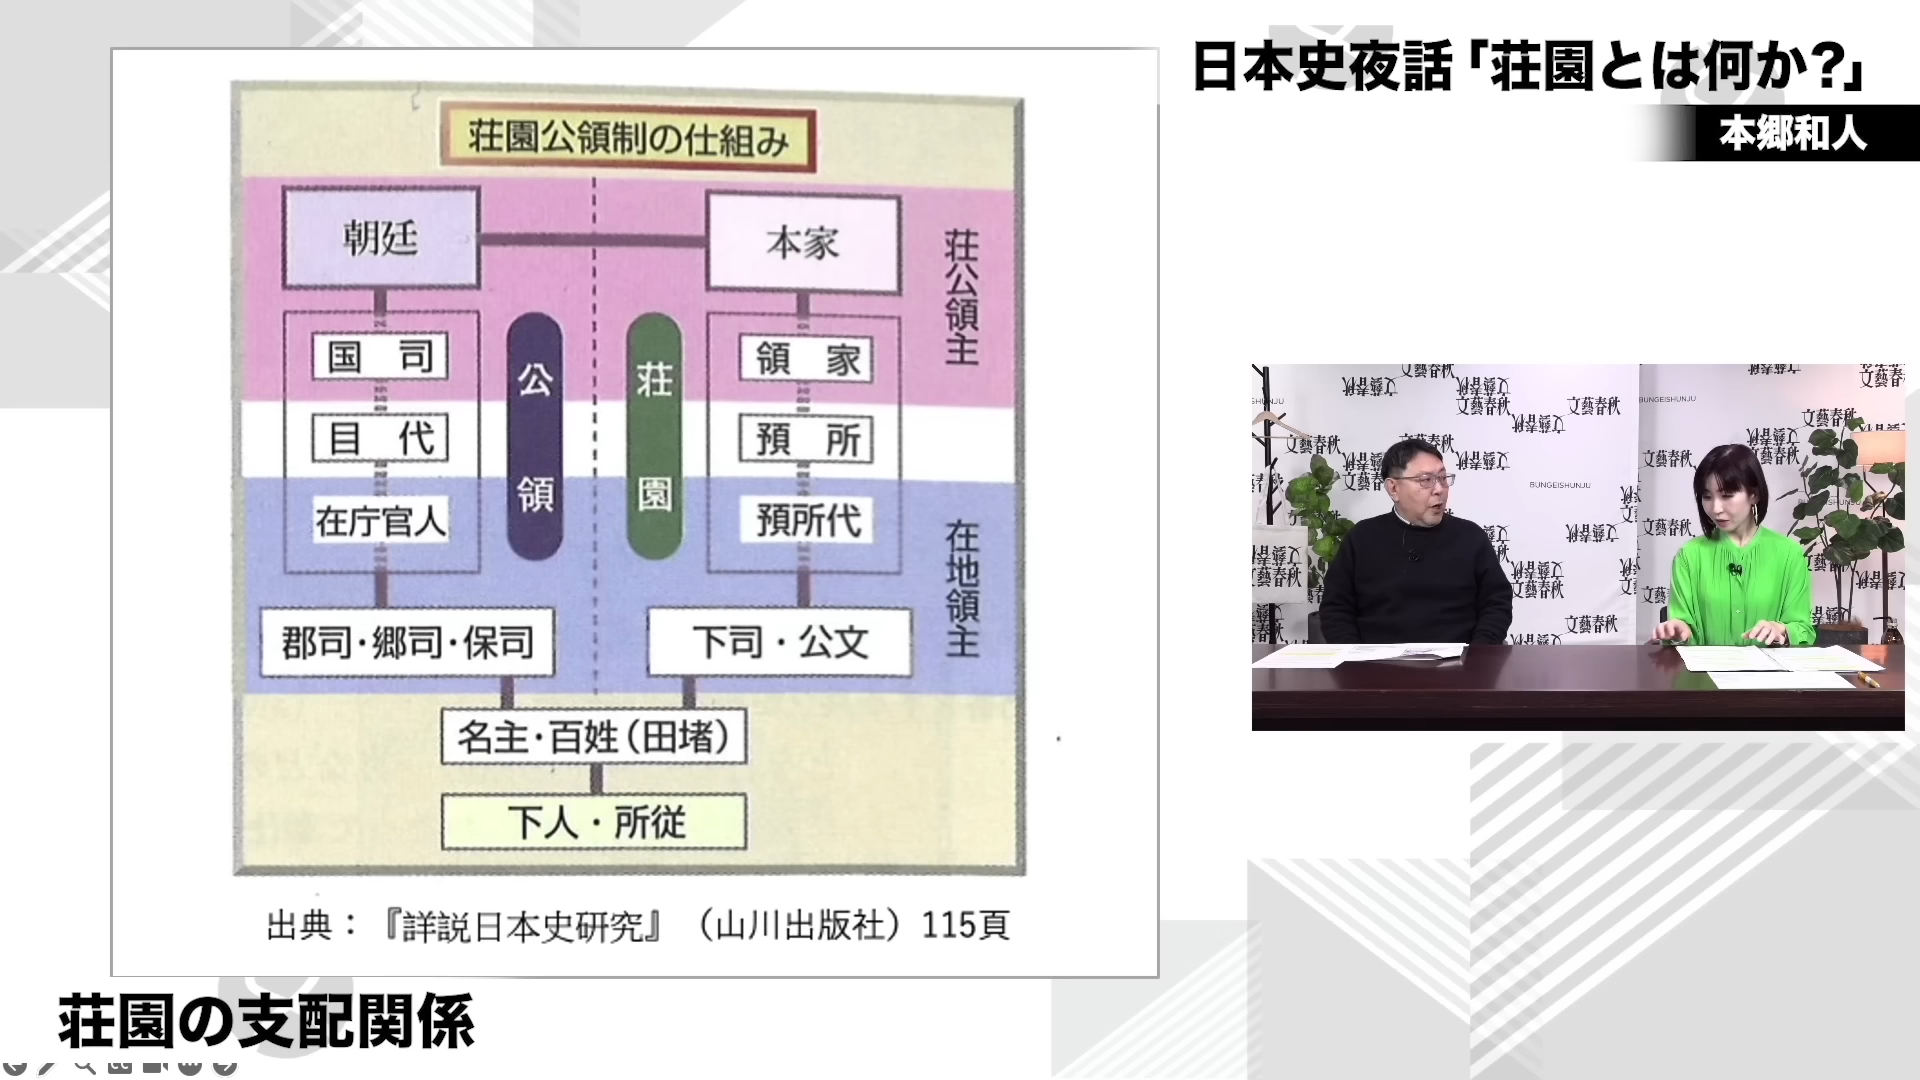 日本史夜話「荘園とは何か?」
本郷和人
荘園公領制の仕組み
朝廷
本家
荘公領主
国 司
公領
荘園
領 家
目 代
預 所
在庁官人
預所代
在地領主
郡司・郷司・保司
下司・公文
名主・百姓(田堵)
下人・所従
出典:『詳説日本史研究』(山川出版社)115頁
荘園の支配関係
文藝春秋
BUNGEISHUNJU